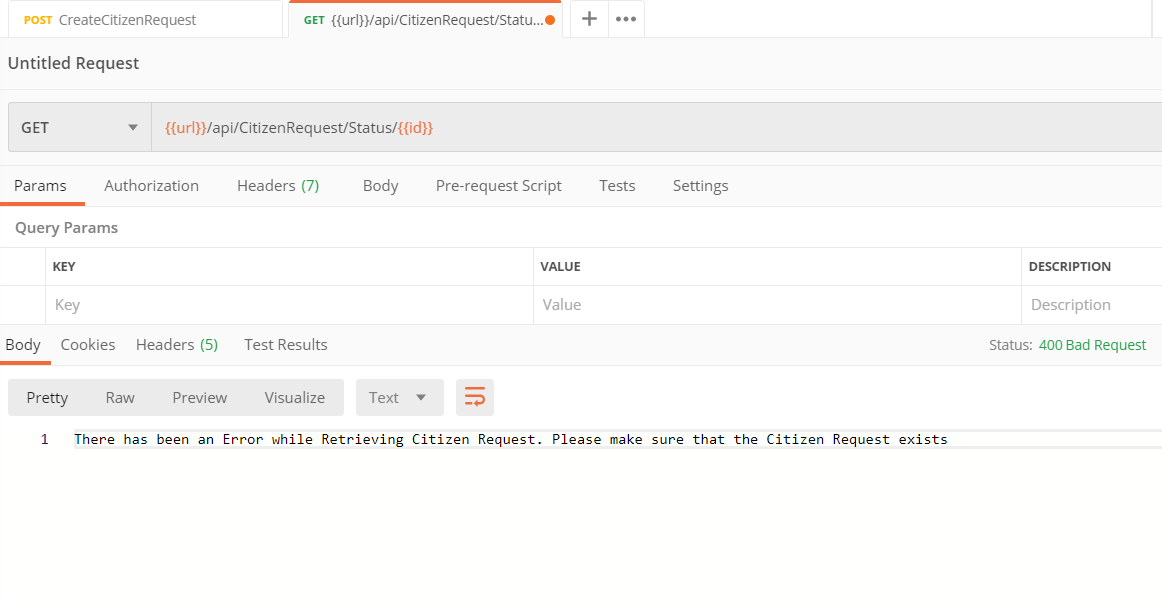 POST CreateCitizenRequest
GET {{url}}/api/CitizenRequest/Statu...
Untitled Request
GET {{url}}/api/CitizenRequest/Status/{{id}}
Params Authorization Headers (7) Body Pre-request Script Tests Settings
Query Params
KEY VALUE DESCRIPTION
Key Value Description
Body Cookies Headers (5) Test Results Status: 400 Bad Request
Pretty Raw Preview Visualize Text
1 There has been an Error while Retrieving Citizen Request. Please make sure that the Citizen Request exists